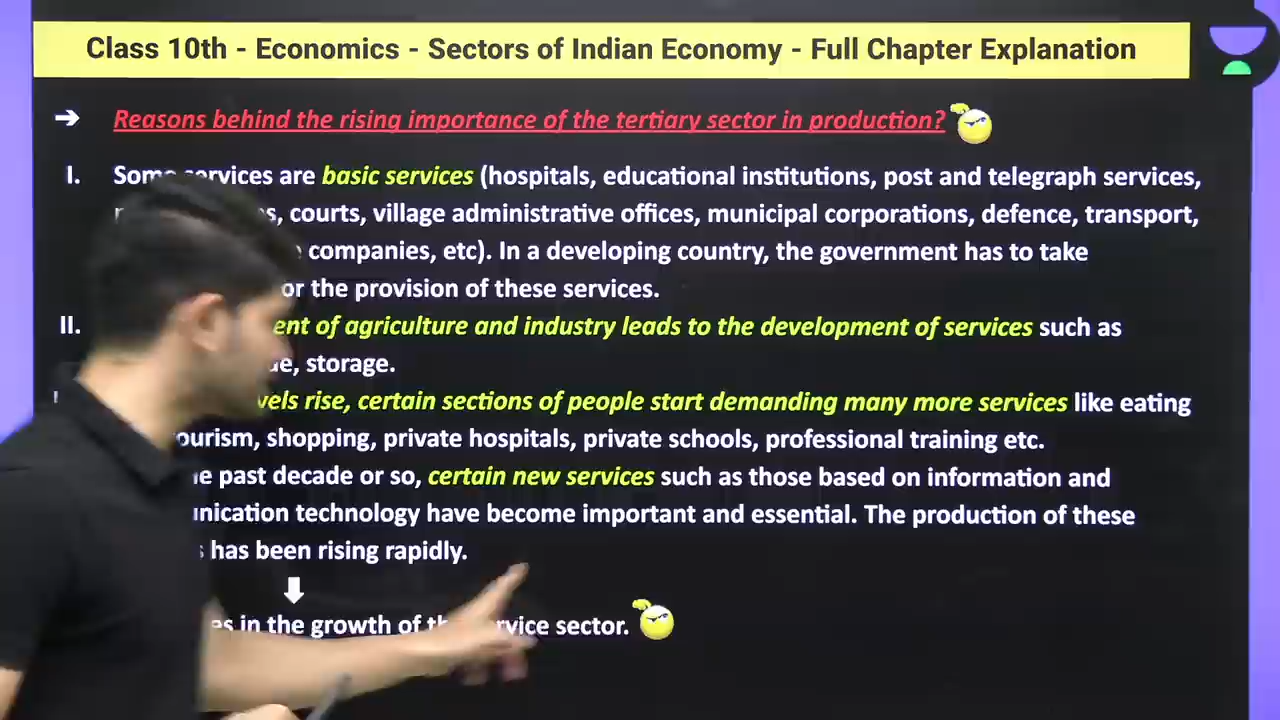 Class 10th - Economics - Sectors of Indian Economy - Full Chapter Explanation
➔ Reasons behind the rising importance of the tertiary sector in production?
I. Some services are basic services (hospitals, educational institutions, post and telegraph services,
courts, village administrative offices, municipal corporations, defence, transport,
companies, etc). In a developing country, the government has to take
the provision of these services.
II. of agriculture and industry leads to the development of services such as
storage.
rise, certain sections of people start demanding many more services like eating
tourism, shopping, private hospitals, private schools, professional training etc.
past decade or so, certain new services such as those based on information and
technology have become important and essential. The production of these
has been rising rapidly.
in the growth of the service sector.